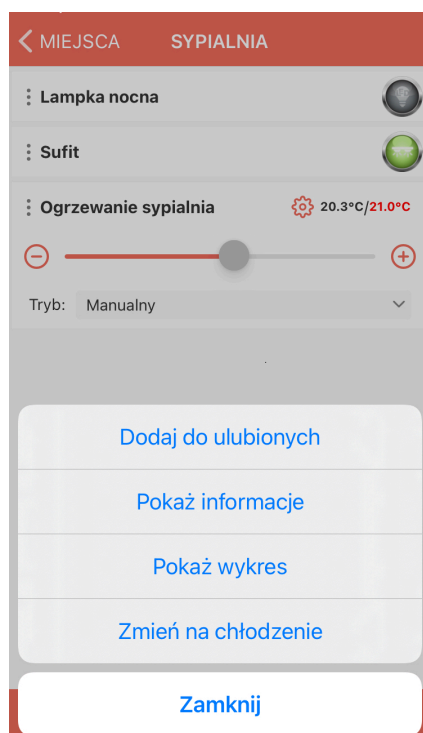 MIEJSCA SYPIALNIA
Lampka nocna
Sufit
Ogrzewanie sypialnia 20.3°C/21.0°C
Tryb: Manualny
Dodaj do ulubionych
Pokaż informacje
Pokaż wykres
Zmień na chłodzenie
Zamknij